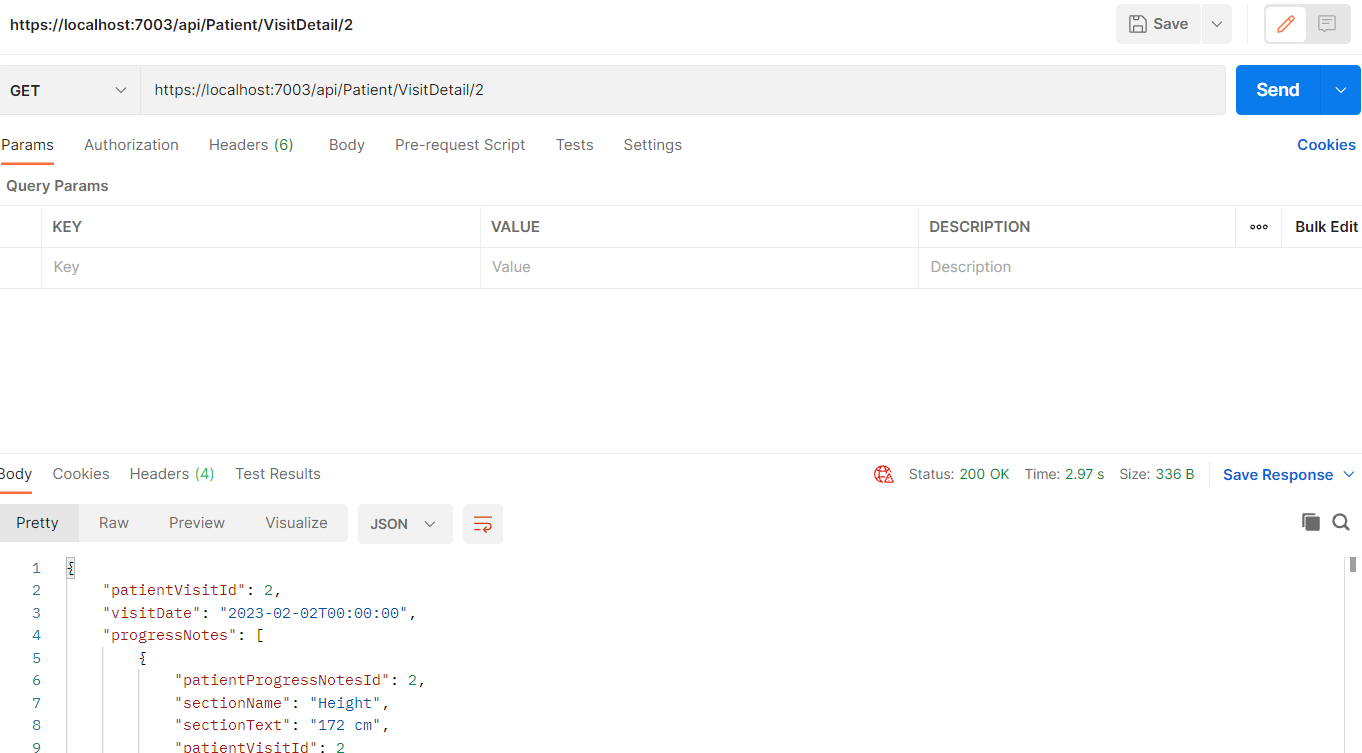 https://localhost:7003/api/Patient/VisitDetail/2 Save
GET https://localhost:7003/api/Patient/VisitDetail/2 Send
Params Authorization Headers (6) Body Pre-request Script Tests Settings Cookies
Query Params
KEY VALUE DESCRIPTION Bulk Edit
Key Value Description
Body Cookies Headers (4) Test Results Status: 200 OK Time: 2.97 s Size: 336 B Save Response
Pretty Raw Preview Visualize JSON
1 {
2 "patientVisitId": 2,
3 "visitDate": "2023-02-02T00:00:00",
4 "progressNotes": [
5 {
6 "patientProgressNotesId": 2,
7 "sectionName": "Height",
8 "sectionText": "172 cm",
9 "patientVisitId": 2